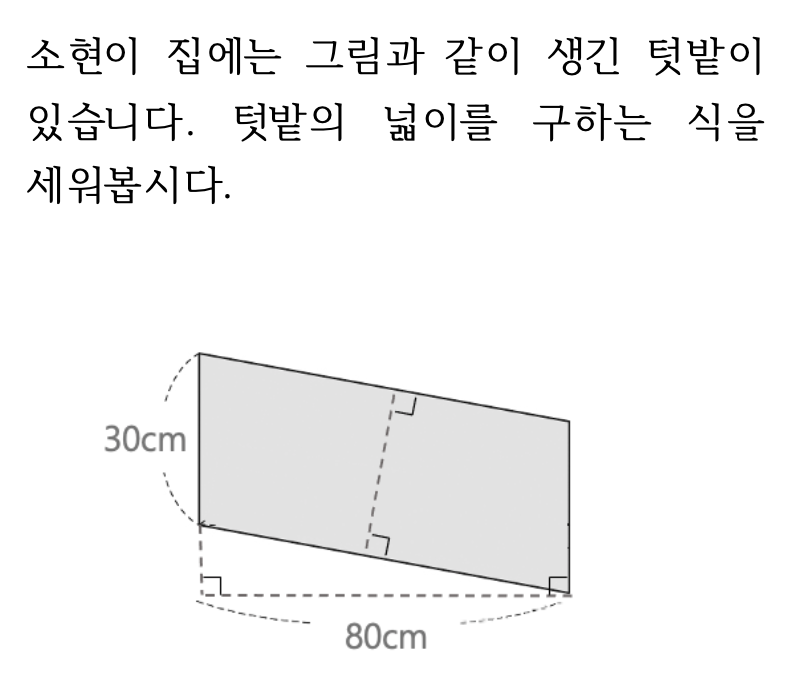 소현이 집에는 그림과 같이 생긴 텃밭이
있습니다. 텃밭의 넓이를 구하는 식을
세워봅시다.
30cm
80cm